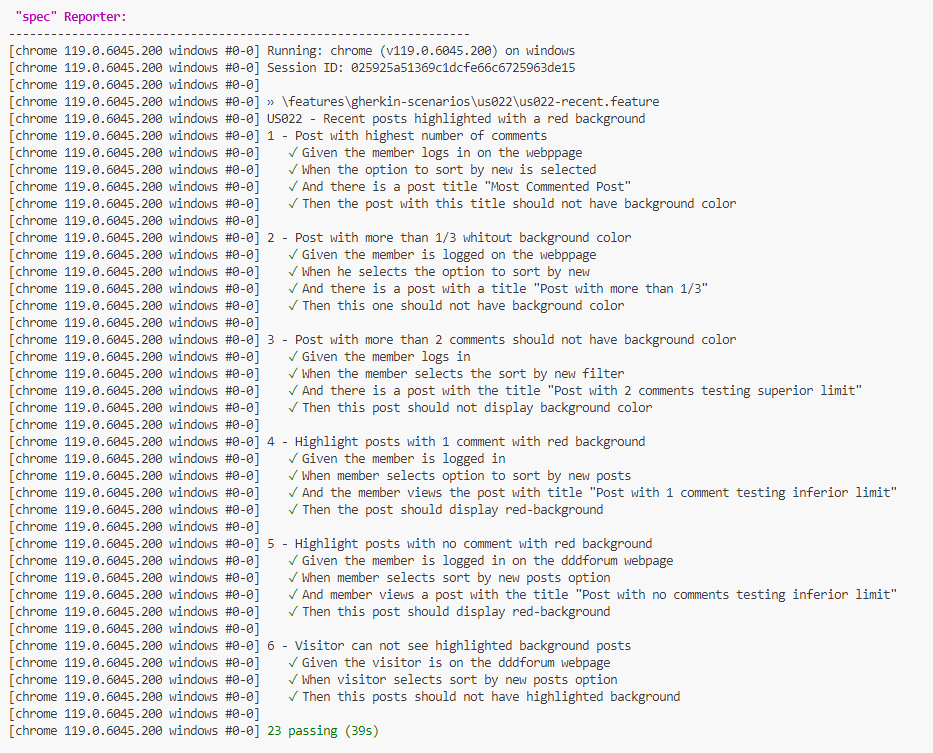 "spec" Reporter:
------------------------------------------------------------------
[chrome 119.0.6045.200 windows #0-0] Running: chrome (v119.0.6045.200) on windows
[chrome 119.0.6045.200 windows #0-0] Session ID: 025925a51369c1dcfe66c6725963de15
[chrome 119.0.6045.200 windows #0-0]
[chrome 119.0.6045.200 windows #0-0] » \features\gherkin-scenarios\us022\us022-recent.feature
[chrome 119.0.6045.200 windows #0-0] US022 - Recent posts highlighted with a red background
[chrome 119.0.6045.200 windows #0-0] 1 - Post with highest number of comments
[chrome 119.0.6045.200 windows #0-0]    ✓ Given the member logs in on the webppage
[chrome 119.0.6045.200 windows #0-0]    ✓ When the option to sort by new is selected
[chrome 119.0.6045.200 windows #0-0]    ✓ And there is a post title "Most Commented Post"
[chrome 119.0.6045.200 windows #0-0]    ✓ Then the post with this title should not have background color
[chrome 119.0.6045.200 windows #0-0]
[chrome 119.0.6045.200 windows #0-0] 2 - Post with more than 1/3 whitout background color
[chrome 119.0.6045.200 windows #0-0]    ✓ Given the member is logged on the webppage
[chrome 119.0.6045.200 windows #0-0]    ✓ When he selects the option to sort by new
[chrome 119.0.6045.200 windows #0-0]    ✓ And there is a post with a title "Post with more than 1/3"
[chrome 119.0.6045.200 windows #0-0]    ✓ Then this one should not have background color
[chrome 119.0.6045.200 windows #0-0]
[chrome 119.0.6045.200 windows #0-0] 3 - Post with more than 2 comments should not have background color
[chrome 119.0.6045.200 windows #0-0]    ✓ Given the member logs in
[chrome 119.0.6045.200 windows #0-0]    ✓ When the member selects the sort by new filter
[chrome 119.0.6045.200 windows #0-0]    ✓ And there is a post with the title "Post with 2 comments testing superior limit"
[chrome 119.0.6045.200 windows #0-0]    ✓ Then this post should not display background color
[chrome 119.0.6045.200 windows #0-0]
[chrome 119.0.6045.200 windows #0-0] 4 - Highlight posts with 1 comment with red background
[chrome 119.0.6045.200 windows #0-0]    ✓ Given the member is logged in
[chrome 119.0.6045.200 windows #0-0]    ✓ When member selects option to sort by new posts
[chrome 119.0.6045.200 windows #0-0]    ✓ And the member views the post with title "Post with 1 comment testing inferior limit"
[chrome 119.0.6045.200 windows #0-0]    ✓ Then the post should display red-background
[chrome 119.0.6045.200 windows #0-0]
[chrome 119.0.6045.200 windows #0-0] 5 - Highlight posts with no comment with red background
[chrome 119.0.6045.200 windows #0-0]    ✓ Given the member is logged in on the dddforum webpage
[chrome 119.0.6045.200 windows #0-0]    ✓ When member selects sort by new posts option
[chrome 119.0.6045.200 windows #0-0]    ✓ And member views a post with the title "Post with no comments testing inferior limit"
[chrome 119.0.6045.200 windows #0-0]    ✓ Then this post should display red-background
[chrome 119.0.6045.200 windows #0-0]
[chrome 119.0.6045.200 windows #0-0] 6 - Visitor can not see highlighted background posts
[chrome 119.0.6045.200 windows #0-0]    ✓ Given the visitor is on the dddforum webpage
[chrome 119.0.6045.200 windows #0-0]    ✓ When visitor selects sort by new posts option
[chrome 119.0.6045.200 windows #0-0]    ✓ Then this posts should not have highlighted background
[chrome 119.0.6045.200 windows #0-0]
[chrome 119.0.6045.200 windows #0-0] 23 passing (39s)